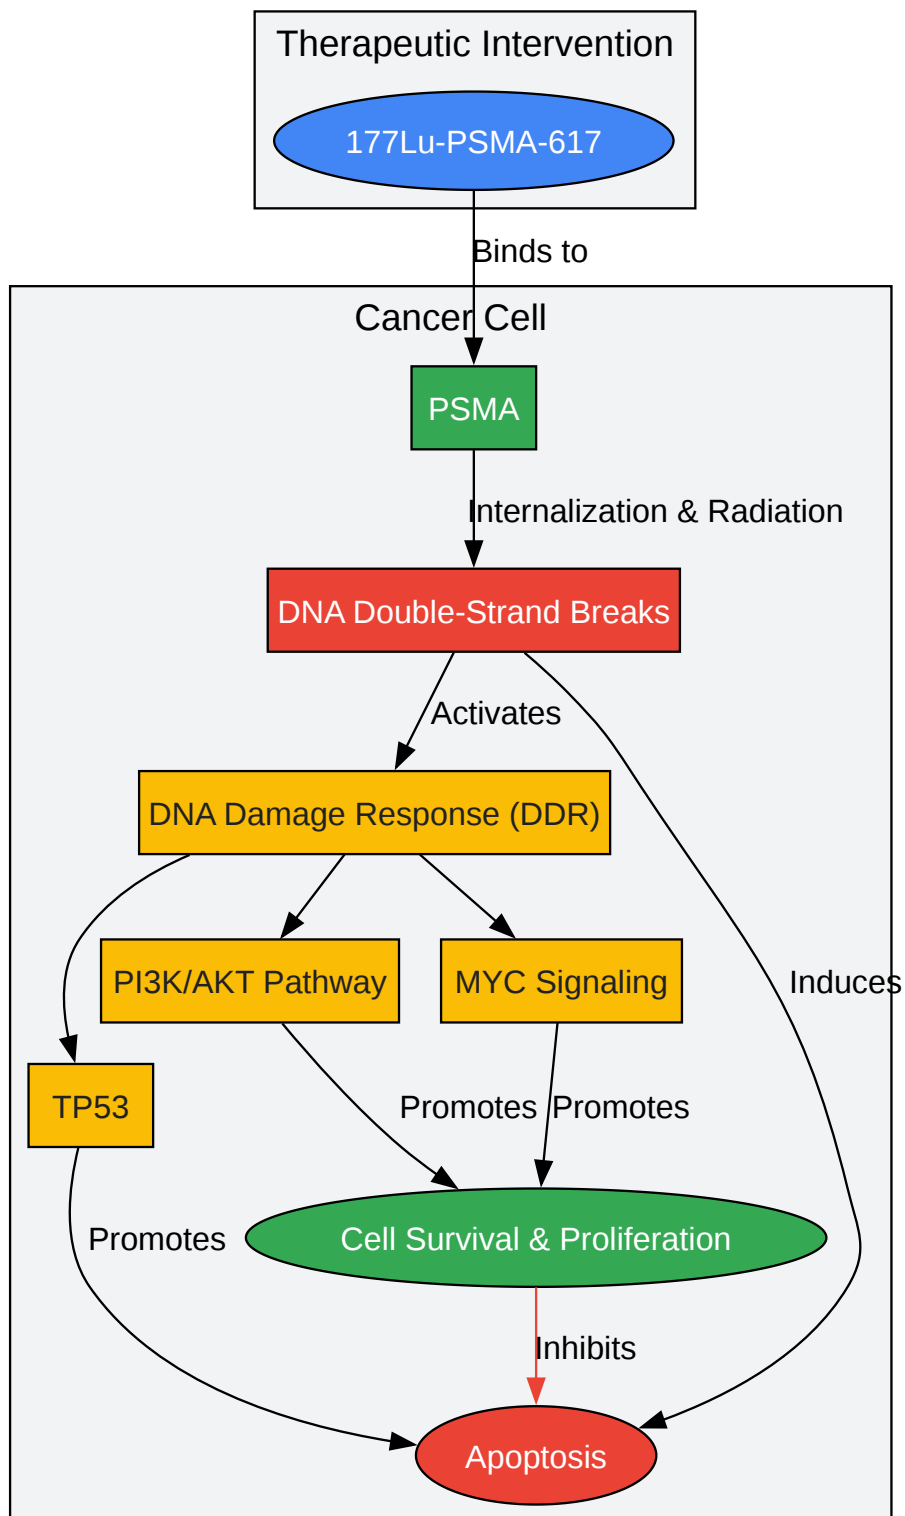 Therapeutic Intervention
177Lu-PSMA-617
Binds to
Cancer Cell
PSMA
Internalization & Radiation
DNA Double-Strand Breaks
Activates
DNA Damage Response (DDR)
PI3K/AKT Pathway
MYC Signaling
Induces
TP53
Promotes
Promotes
Promotes
Cell Survival & Proliferation
Inhibits
Apoptosis